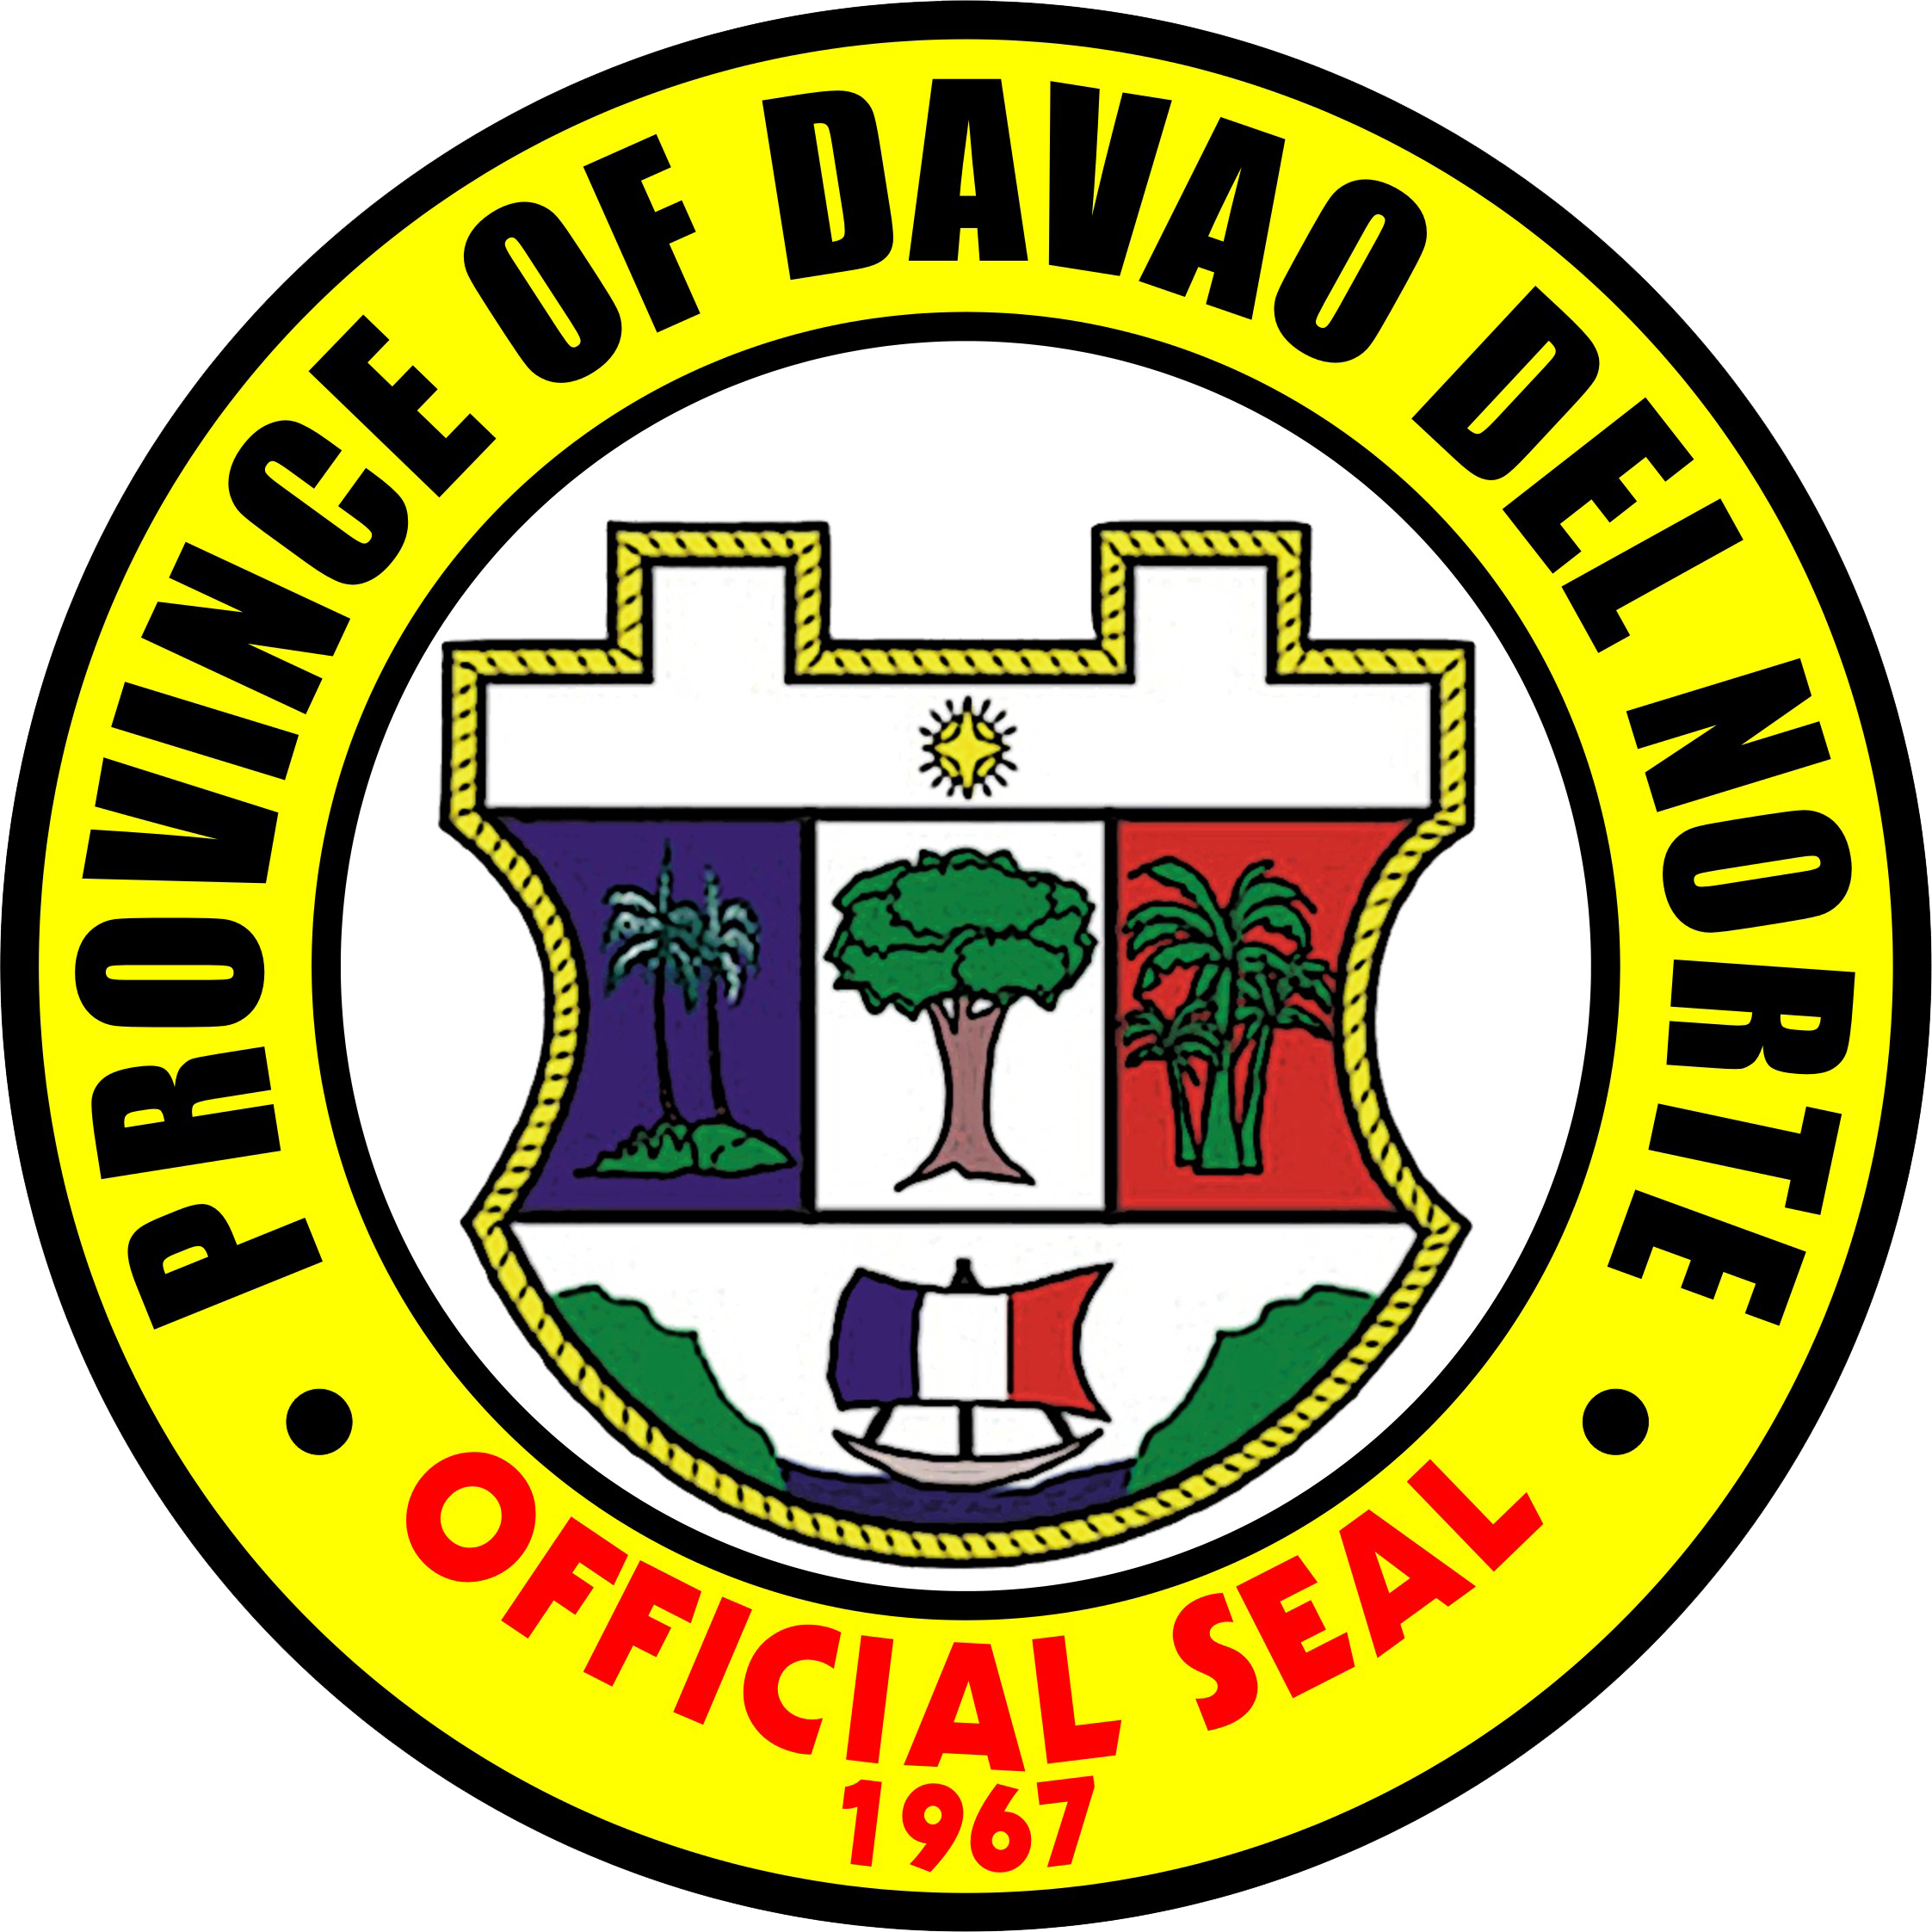 PROVINCE OF DAVAO DEL NORTE
• OFFICIAL SEAL •
1967